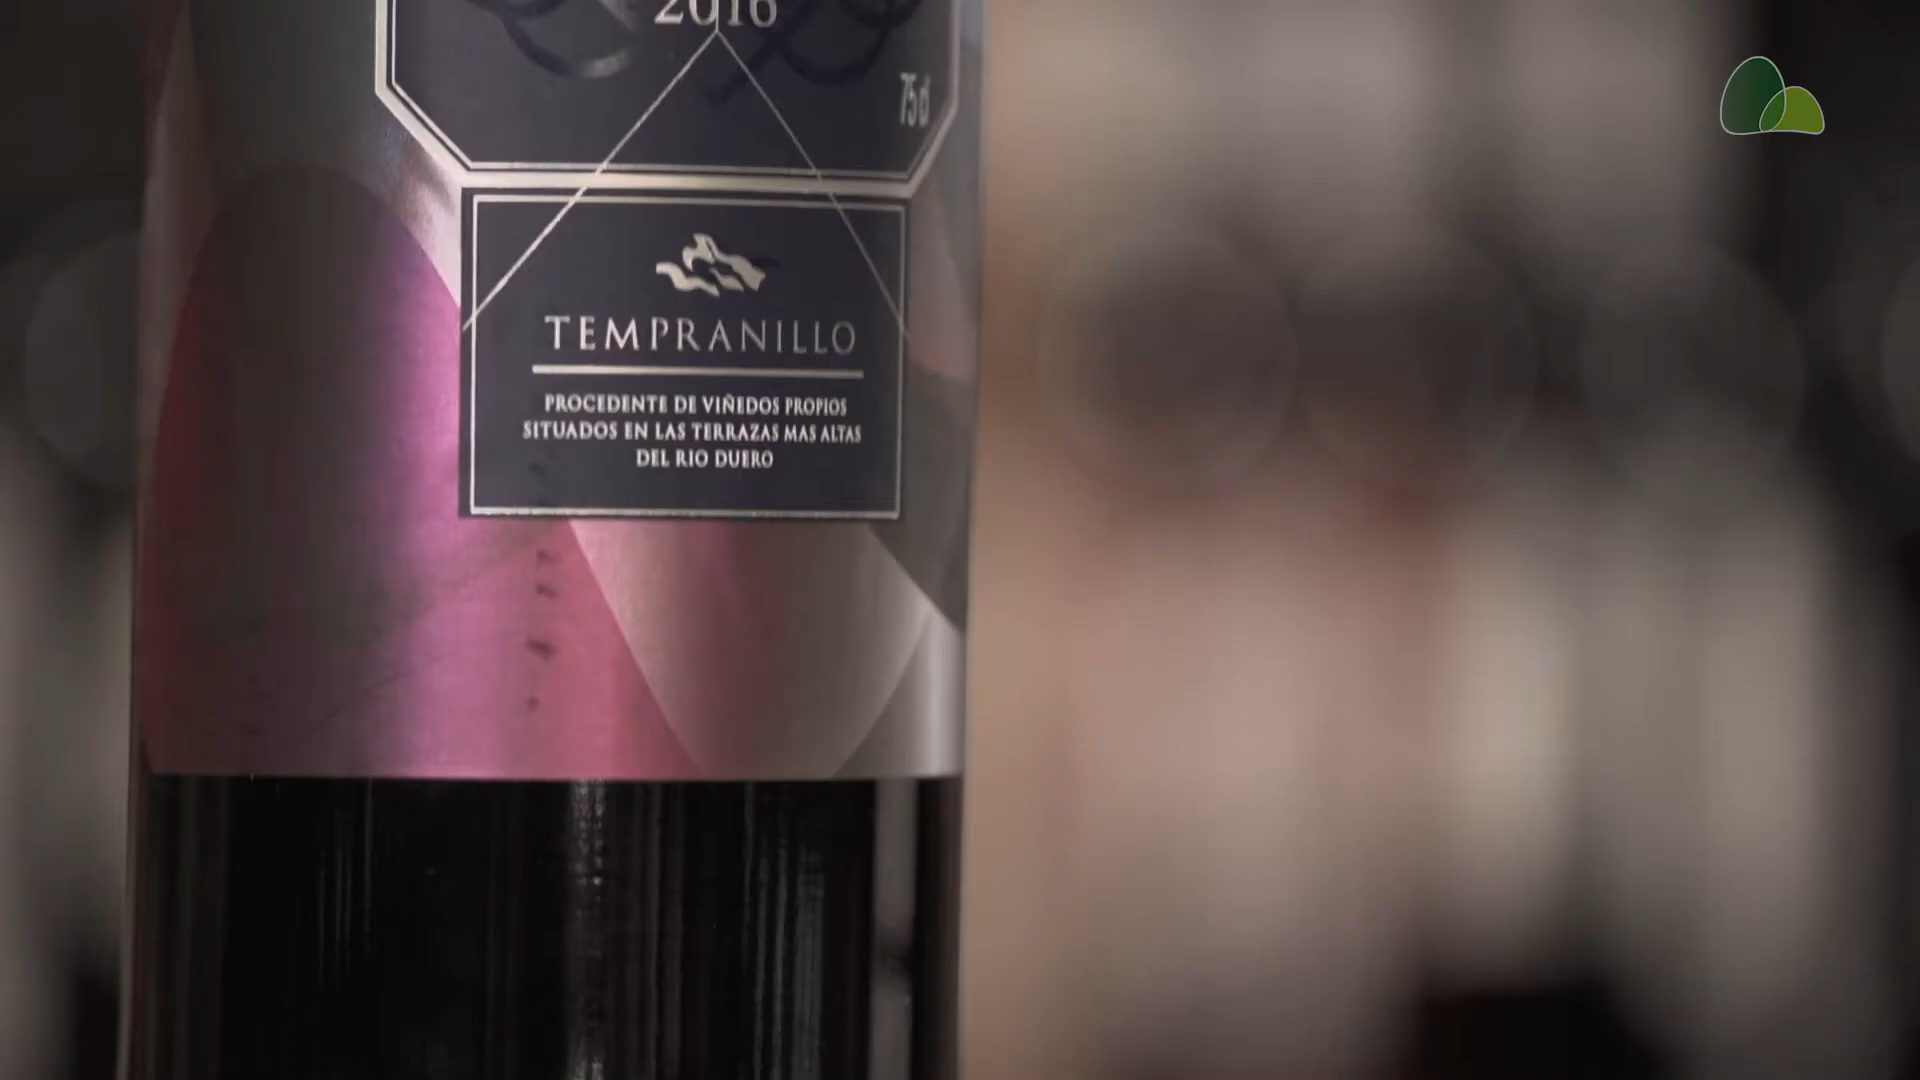 2016
75cl
TEMPRANILLO
PROCEDENTE DE VIÑEDOS PROPIOS
SITUADOS EN LAS TERRAZAS MAS ALTAS
DEL RIO DUERO